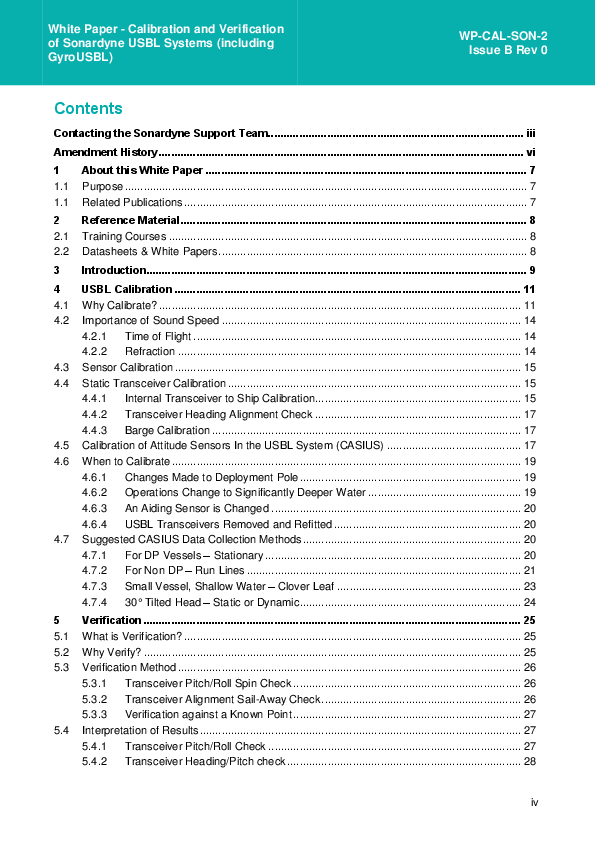 White Paper - Calibration and Verification
of Sonardyne USBL Systems (including
GyroUSBL)
WP-CAL-SON-2
Issue B Rev 0
Contents
Contacting the Sonardyne Support Team.................................................................................. iii
Amendment History..................................................................................................................... vi
1 About this White Paper ....................................................................................................... 7
1.1 Purpose ................................................................................................................................. 7
1.1 Related Publications .............................................................................................................. 7
2 Reference Material............................................................................................................... 8
2.1 Training Courses ................................................................................................................... 8
2.2 Datasheets & White Papers................................................................................................... 8
3 Introduction.......................................................................................................................... 9
4 USBL Calibration ............................................................................................................... 11
4.1 Why Calibrate? .................................................................................................................... 11
4.2 Importance of Sound Speed ................................................................................................ 14
4.2.1 Time of Flight ......................................................................................................... 14
4.2.2 Refraction .............................................................................................................. 14
4.3 Sensor Calibration ............................................................................................................... 15
4.4 Static Transceiver Calibration .............................................................................................. 15
4.4.1 Internal Transceiver to Ship Calibration.................................................................. 15
4.4.2 Transceiver Heading Alignment Check .................................................................. 17
4.4.3 Barge Calibration ................................................................................................... 17
4.5 Calibration of Attitude Sensors In the USBL System (CASIUS) ........................................... 17
4.6 When to Calibrate ................................................................................................................ 19
4.6.1 Changes Made to Deployment Pole ....................................................................... 19
4.6.2 Operations Change to Significantly Deeper Water ................................................. 19
4.6.3 An Aiding Sensor is Changed ................................................................................ 20
4.6.4 USBL Transceivers Removed and Refitted ............................................................ 20
4.7 Suggested CASIUS Data Collection Methods...................................................................... 20
4.7.1 For DP Vessels – Stationary .................................................................................. 20
4.7.2 For Non DP – Run Lines ........................................................................................ 21
4.7.3 Small Vessel, Shallow Water – Clover Leaf ........................................................... 23
4.7.4 30° Tilted Head – Static or Dynamic....................................................................... 24
5 Verification ......................................................................................................................... 25
5.1 What is Verification? ............................................................................................................ 25
5.2 Why Verify? ......................................................................................................................... 25
5.3 Verification Method .............................................................................................................. 26
5.3.1 Transceiver Pitch/Roll Spin Check ......................................................................... 26
5.3.2 Transceiver Alignment Sail-Away Check................................................................ 26
5.3.3 Verification against a Known Point......................................................................... 27
5.4 Interpretation of Results ....................................................................................................... 27
5.4.1 Transceiver Pitch/Roll Check ................................................................................. 27
5.4.2 Transceiver Heading/Pitch check ........................................................................... 28
iv